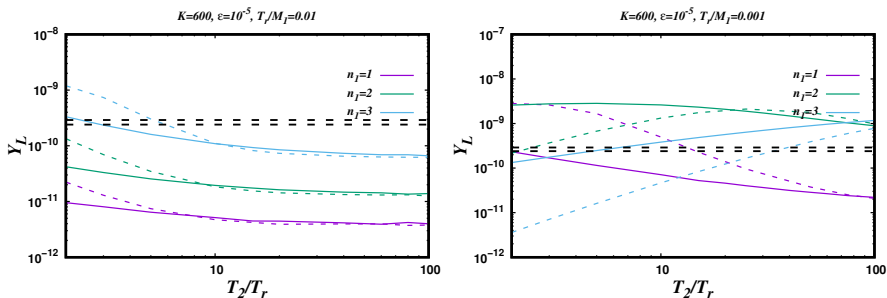 K=600, ε=10⁻⁵, T_r/M_1=0.01
10⁻⁸
10⁻⁹
10⁻¹⁰
10⁻¹¹
10⁻¹²
Y_L
n_1=1
n_1=2
n_1=3
10
100
T_2/T_r
K=600, ε=10⁻⁵, T_r/M_1=0.001
10⁻⁷
10⁻⁸
10⁻⁹
10⁻¹⁰
10⁻¹¹
10⁻¹²
Y_L
n_1=1
n_1=2
n_1=3
10
100
T_2/T_r